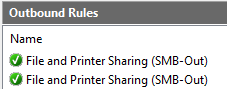 Outbound Rules
Name
File and Printer Sharing (SMB-Out)
File and Printer Sharing (SMB-Out)